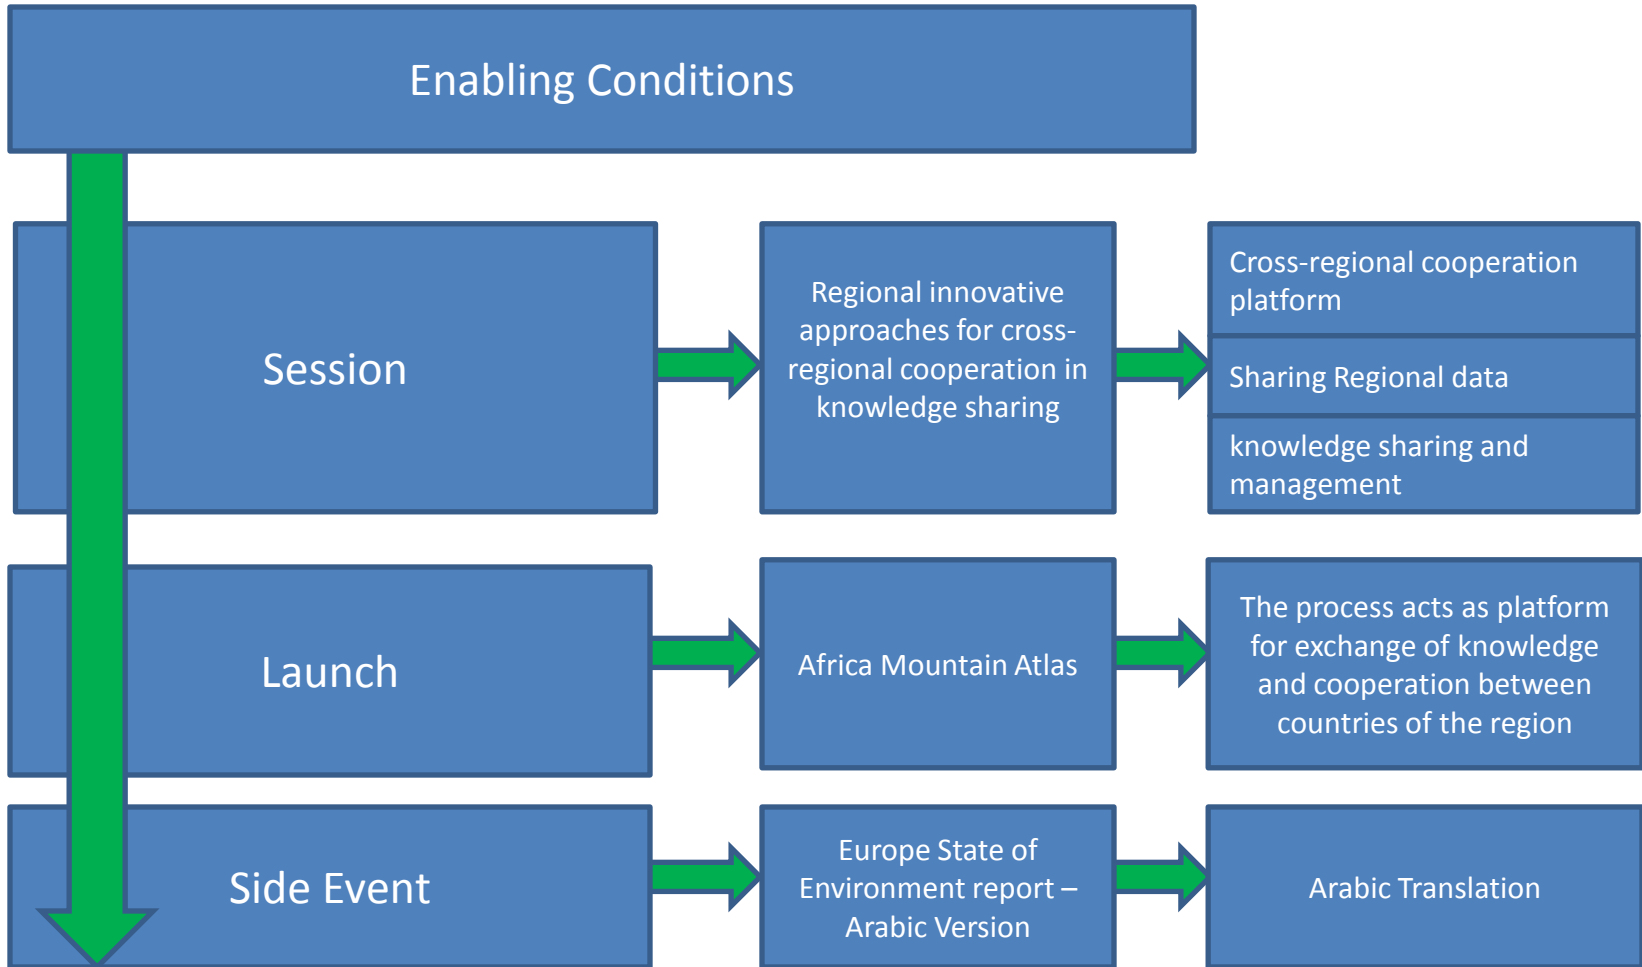 Enabling Conditions
Session
Regional innovative
approaches for cross-
regional cooperation in
knowledge sharing
Cross-regional cooperation
platform
Sharing Regional data
knowledge sharing and
management
Launch
Africa Mountain Atlas
The process acts as platform
for exchange of knowledge
and cooperation between
countries of the region
Side Event
Europe State of
Environment report –
Arabic Version
Arabic Translation